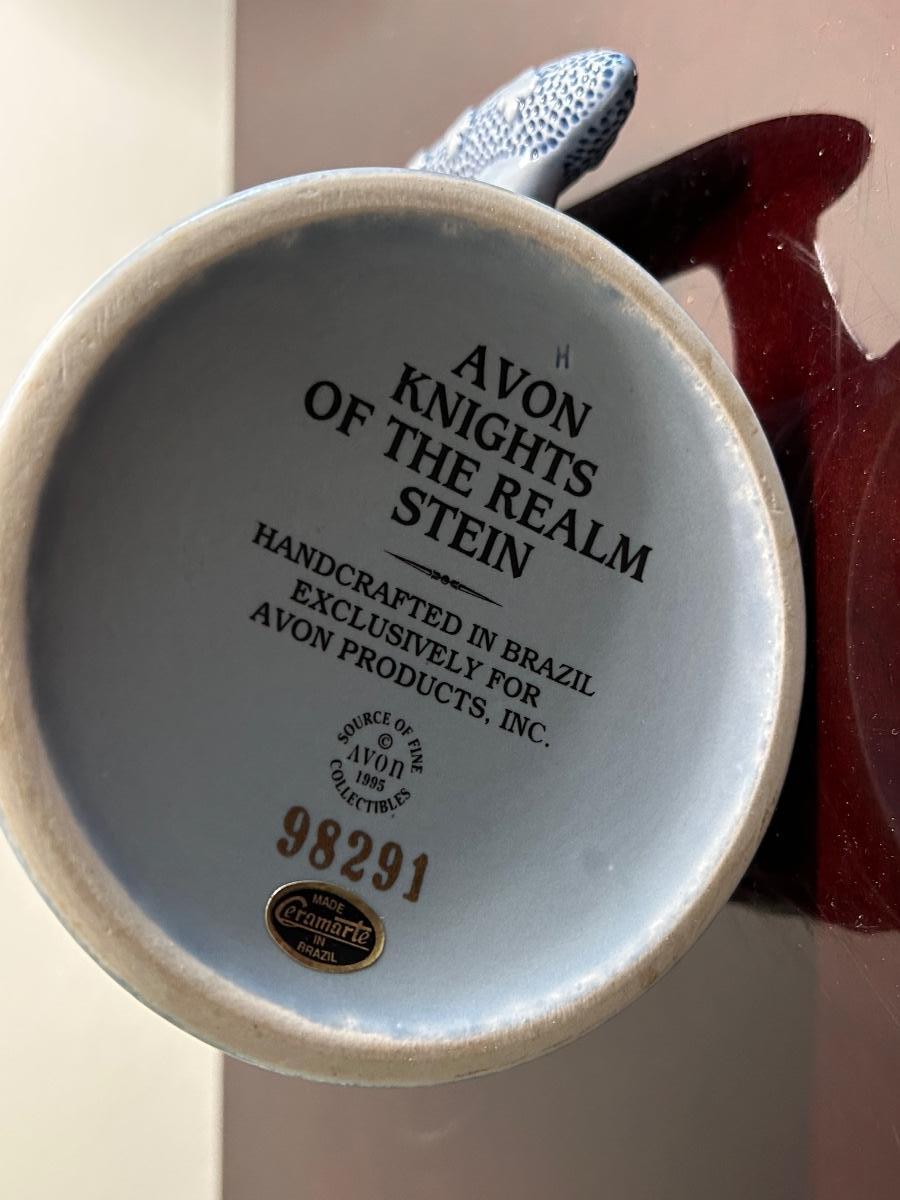 H
AVON
KNIGHTS
OF THE REALM
STEIN
HANDCRAFTED IN BRAZIL
EXCLUSIVELY FOR
AVON PRODUCTS, INC.
SOURCE OF FINE
©
AVON
1995
COLLECTIBLES
98291
MADE
Ceramarte
IN
BRAZIL